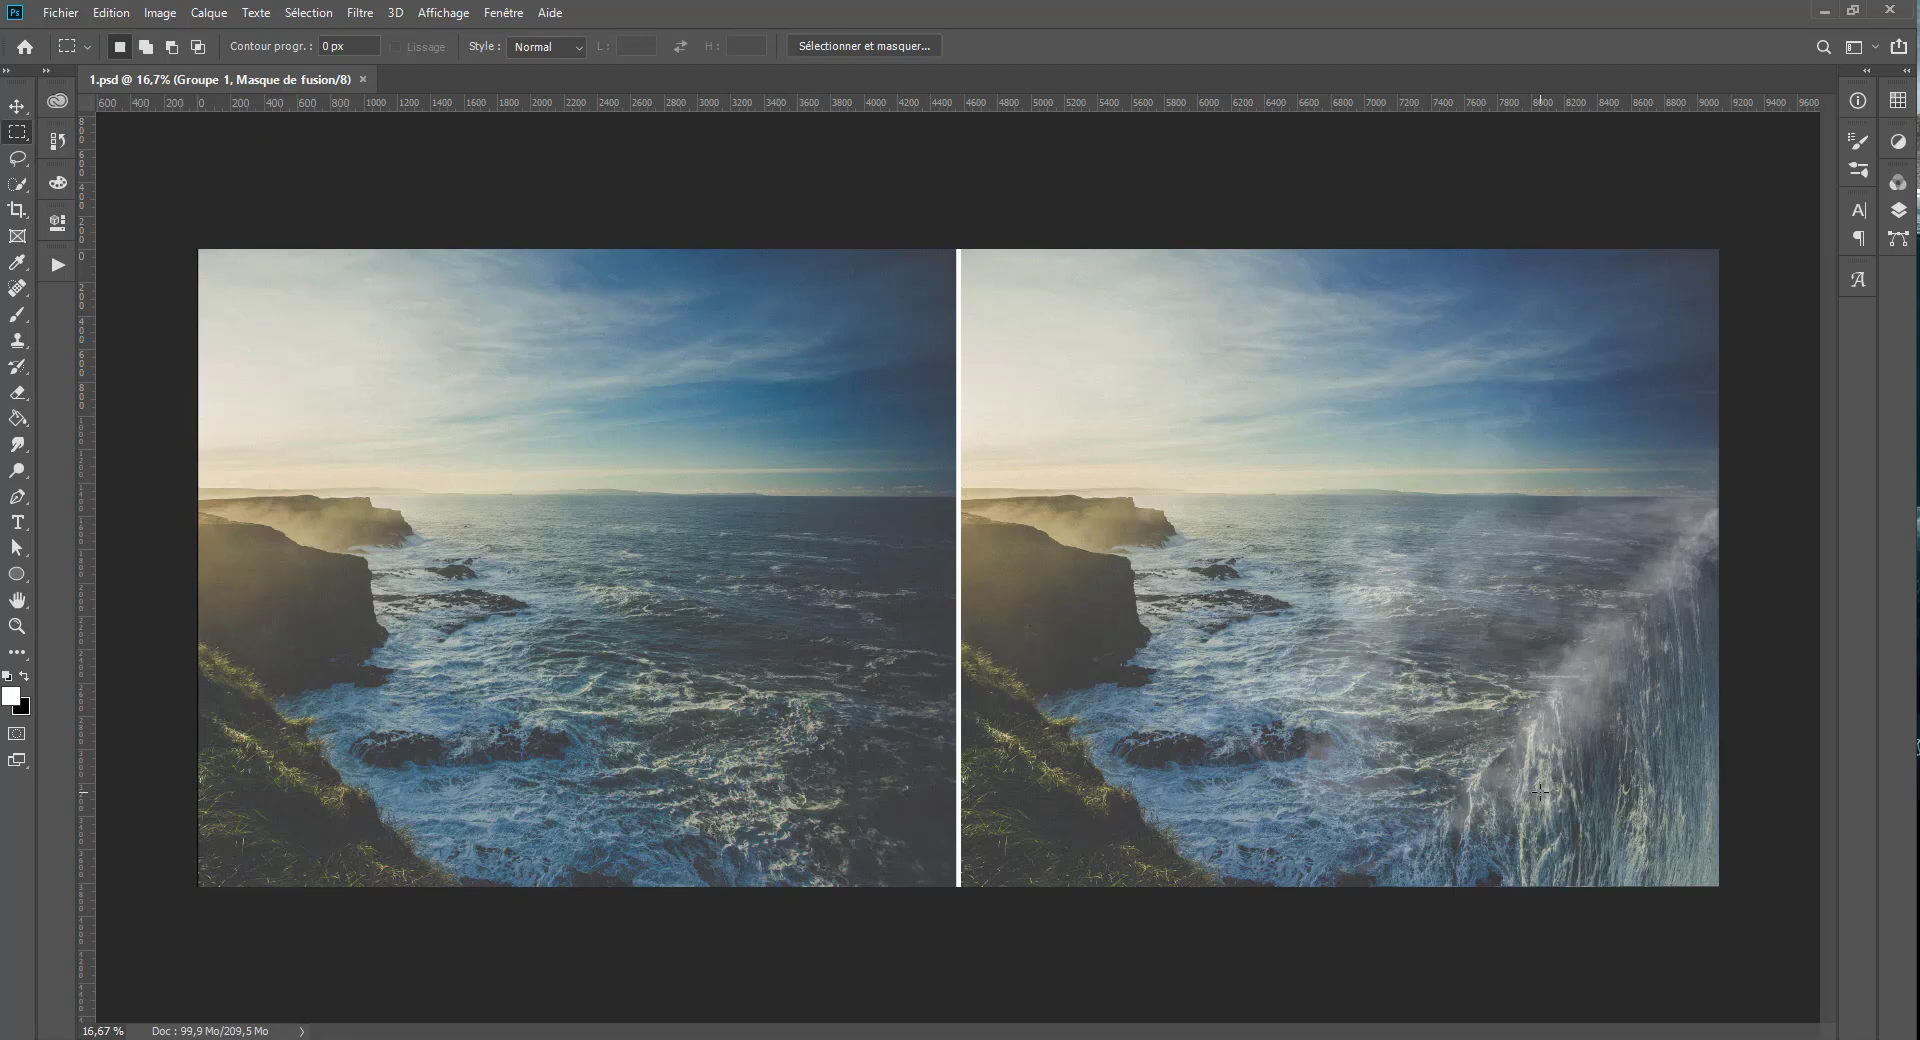 Ps Fichier Edition Image Calque Texte Sélection Filtre 3D Affichage Fenêtre Aide
Contour progr. : 0 px Lissage Style : Normal L : H : Sélectionner et masquer...
1.psd @ 16,7% (Groupe 1, Masque de fusion/8) ×
600 400 200 0 200 400 600 800 1000 1200 1400 1600 1800 2000 2200 2400 2600 2800 3000 3200 3400 3600 3800 4000 4200 4400 4600 4800 5000 5200 5400 5600 5800 6000 6200 6400 6600 6800 7000 7200 7400 7600 7800 8000 8200 8400 8600 8800 9000 9200 9400 9600
16,67 % Doc : 99,9 Mo/209,5 Mo